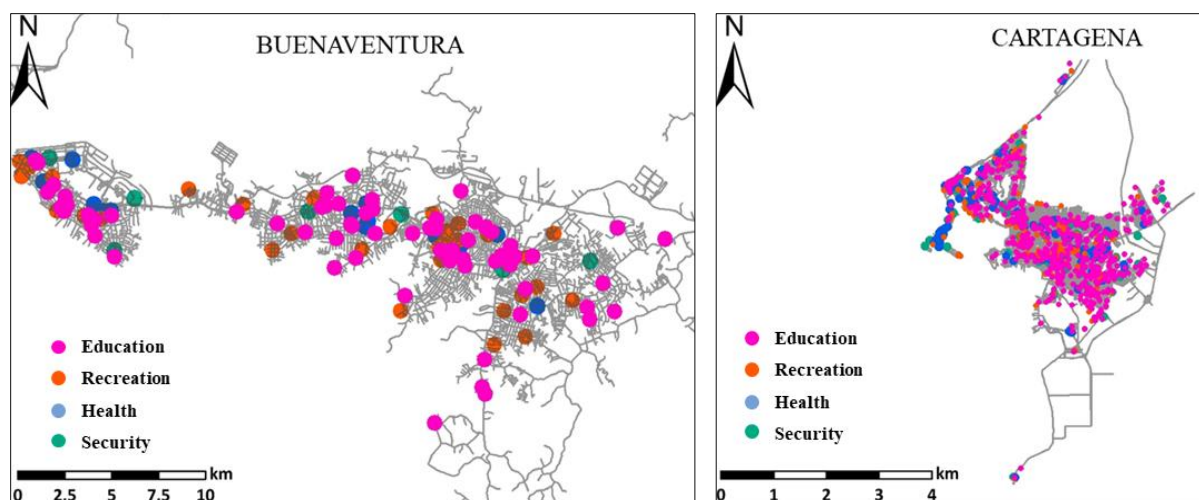 N
BUENAVENTURA
Education
Recreation
Health
Security
km
0 2.5 5 7.5 10
N
CARTAGENA
Education
Recreation
Health
Security
km
0 1 2 3 4